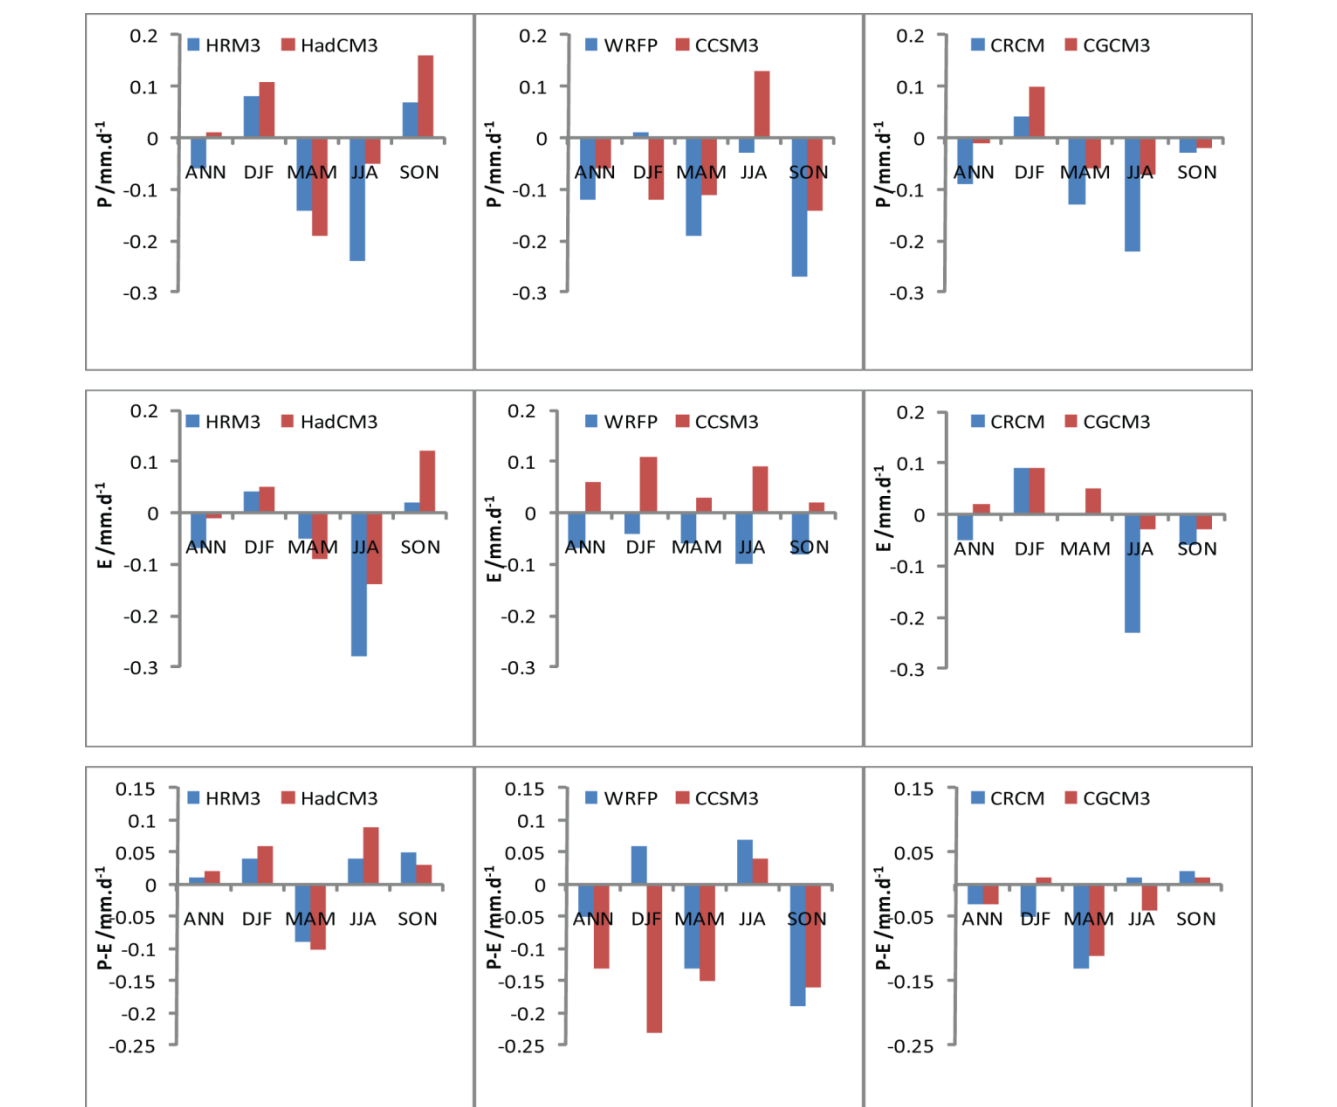 HRM3 HadCM3
P /mm.d-1
0.2
0.1
0
-0.1
-0.2
-0.3
ANN DJF MAM JJA SON
WRFP CCSM3
P /mm.d-1
0.2
0.1
0
-0.1
-0.2
-0.3
ANN DJF MAM JJA SON
CRCM CGCM3
P /mm.d-1
0.2
0.1
0
-0.1
-0.2
-0.3
ANN DJF MAM JJA SON
HRM3 HadCM3
E /mm.d-1
0.2
0.1
0
-0.1
-0.2
-0.3
ANN DJF MAM JJA SON
WRFP CCSM3
E /mm.d-1
0.2
0.1
0
-0.1
-0.2
-0.3
ANN DJF MAM JJA SON
CRCM CGCM3
E /mm.d-1
0.2
0.1
0
-0.1
-0.2
-0.3
ANN DJF MAM JJA SON
HRM3 HadCM3
P-E /mm.d-1
0.15
0.1
0.05
0
-0.05
-0.1
-0.15
-0.2
-0.25
ANN DJF MAM JJA SON
WRFP CCSM3
P-E /mm.d-1
0.15
0.1
0.05
0
-0.05
-0.1
-0.15
-0.2
-0.25
ANN DJF MAM JJA SON
CRCM CGCM3
P-E /mm.d-1
0.15
0.05
-0.05
-0.15
-0.25
ANN DJF MAM JJA SON